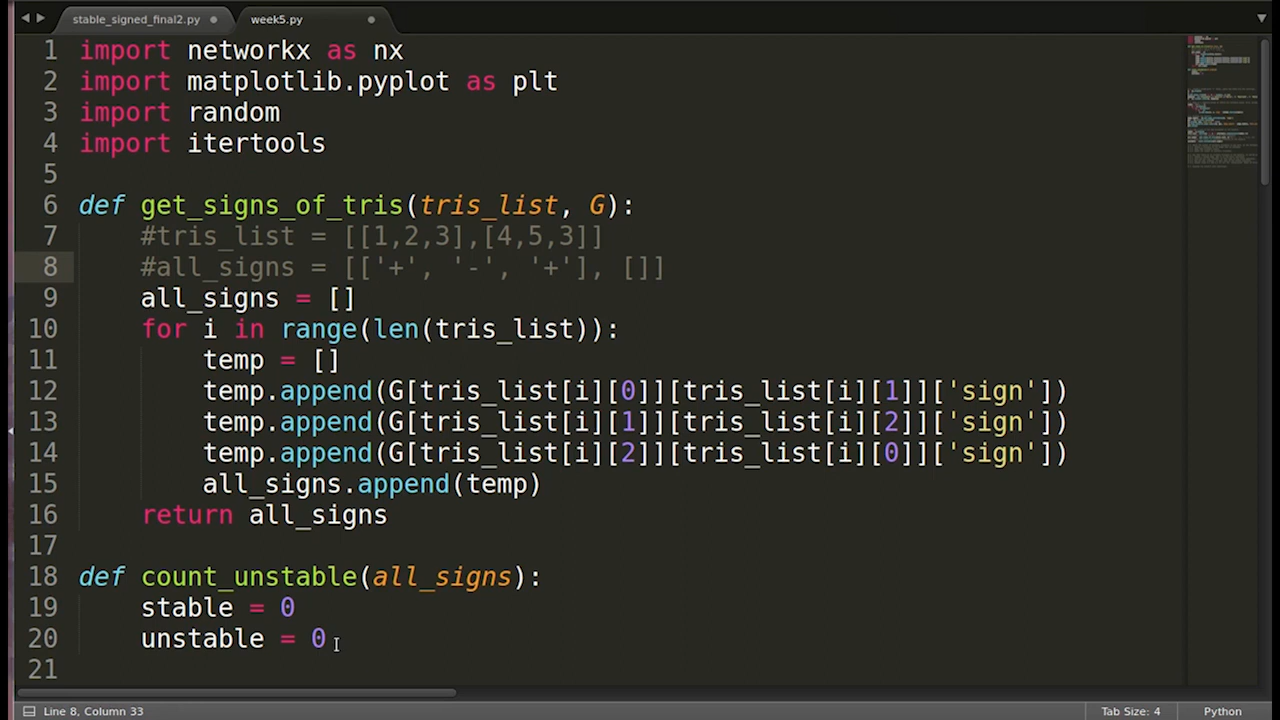 stable_signed_final2.py
week5.py
1 import networkx as nx
2 import matplotlib.pyplot as plt
3 import random
4 import itertools
5
6 def get_signs_of_tris(tris_list, G):
7     #tris_list = [[1,2,3],[4,5,3]]
8     #all_signs = [['+', '-', '+'], []]
9     all_signs = []
10     for i in range(len(tris_list)):
11         temp = []
12         temp.append(G[tris_list[i][0]][tris_list[i][1]]['sign'])
13         temp.append(G[tris_list[i][1]][tris_list[i][2]]['sign'])
14         temp.append(G[tris_list[i][2]][tris_list[i][0]]['sign'])
15         all_signs.append(temp)
16     return all_signs
17
18 def count_unstable(all_signs):
19     stable = 0
20     unstable = 0
21
Line 8, Column 33
Tab Size: 4
Python